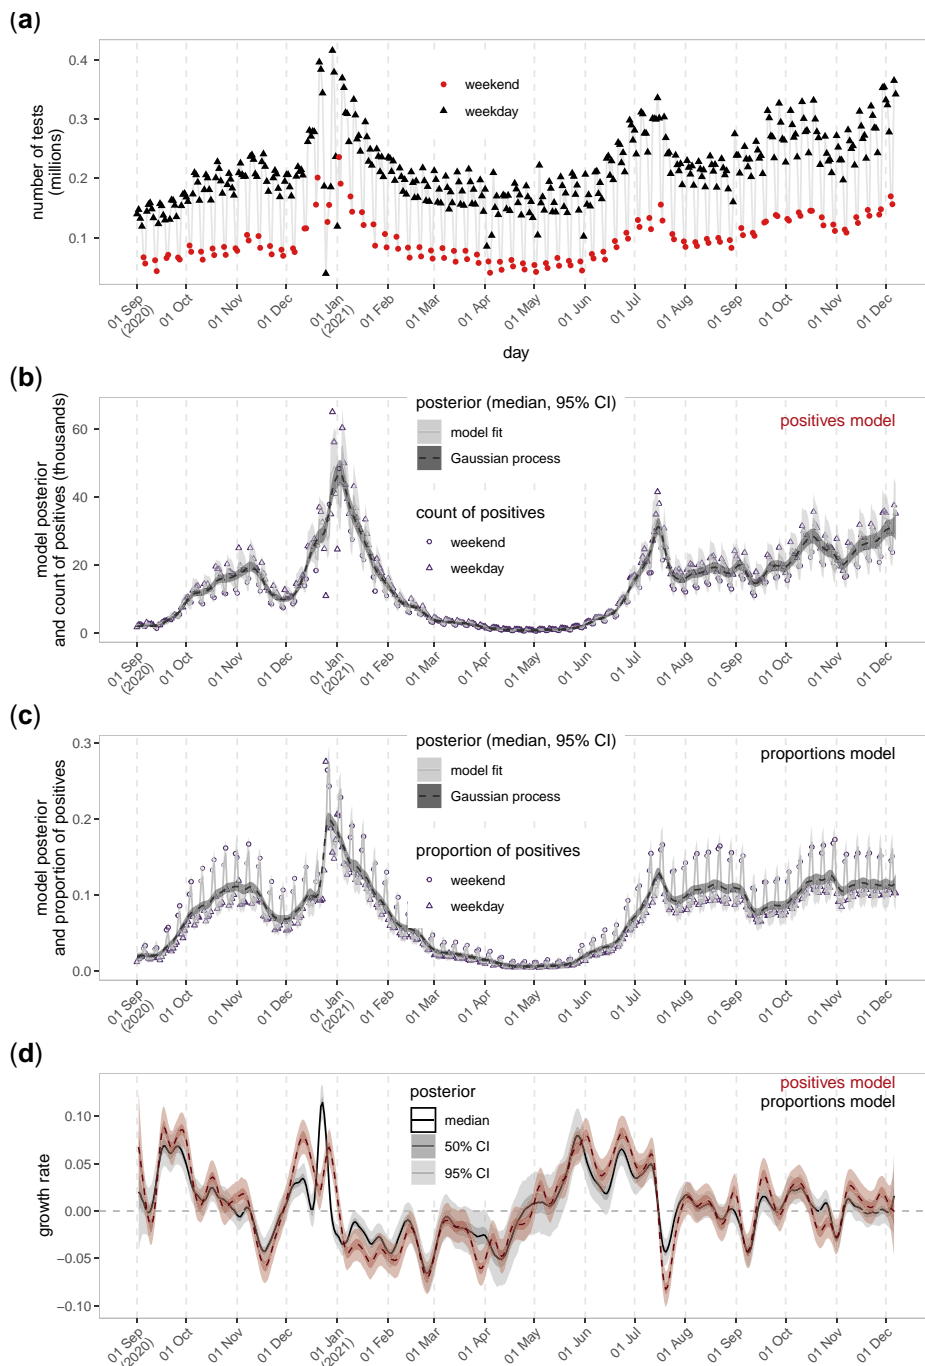 (a)
number of tests
(millions)
0.4
0.3
0.2
0.1
weekend
weekday
01 Sep
(2020)
01 Oct
01 Nov
01 Dec
01 Jan
(2021)
01 Feb
01 Mar
01 Apr
01 May
01 Jun
01 Jul
01 Aug
01 Sep
01 Oct
01 Nov
01 Dec
day
(b)
model posterior
and count of positives (thousands)
60
40
20
0
posterior (median, 95% CI)
model fit
Gaussian process
count of positives
weekend
weekday
positives model
01 Sep
(2020)
01 Oct
01 Nov
01 Dec
01 Jan
(2021)
01 Feb
01 Mar
01 Apr
01 May
01 Jun
01 Jul
01 Aug
01 Sep
01 Oct
01 Nov
01 Dec
(c)
model posterior
and proportion of positives
0.3
0.2
0.1
0.0
posterior (median, 95% CI)
model fit
Gaussian process
proportion of positives
weekend
weekday
proportions model
01 Sep
(2020)
01 Oct
01 Nov
01 Dec
01 Jan
(2021)
01 Feb
01 Mar
01 Apr
01 May
01 Jun
01 Jul
01 Aug
01 Sep
01 Oct
01 Nov
01 Dec
(d)
growth rate
0.10
0.05
0.00
−0.05
−0.10
posterior
median
50% CI
95% CI
positives model
proportions model
01 Sep
(2020)
01 Oct
01 Nov
01 Dec
01 Jan
(2021)
01 Feb
01 Mar
01 Apr
01 May
01 Jun
01 Jul
01 Aug
01 Sep
01 Oct
01 Nov
01 Dec